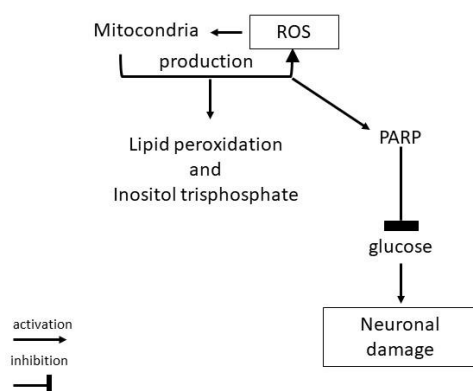 Mitocondria
ROS
production
Lipid peroxidation
and
Inositol trisphosphate
PARP
glucose
Neuronal
damage
activation
inhibition